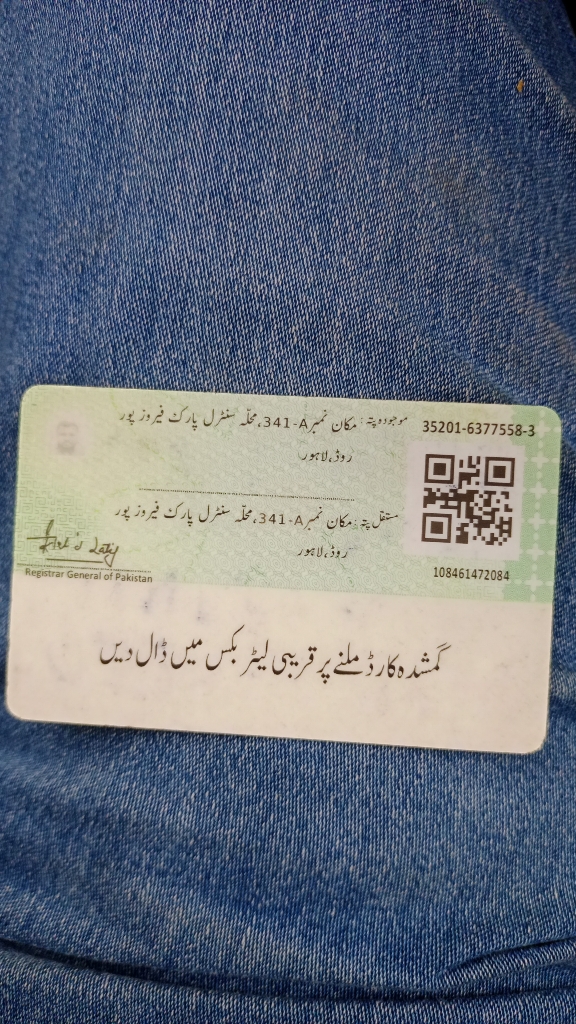 35201-6377558-3
موجودہ پتہ: مکان نمبر 341-A، محلہ سنٹرل پارک فیروز پور
روڈ، لاہور
مستقل پتہ: مکان نمبر 341-A، محلہ سنٹرل پارک فیروز پور
روڈ، لاہور
108461472084
Registrar General of Pakistan
گمشدہ کارڈ ملنے پر قریبی لیٹر بکس میں ڈال دیں